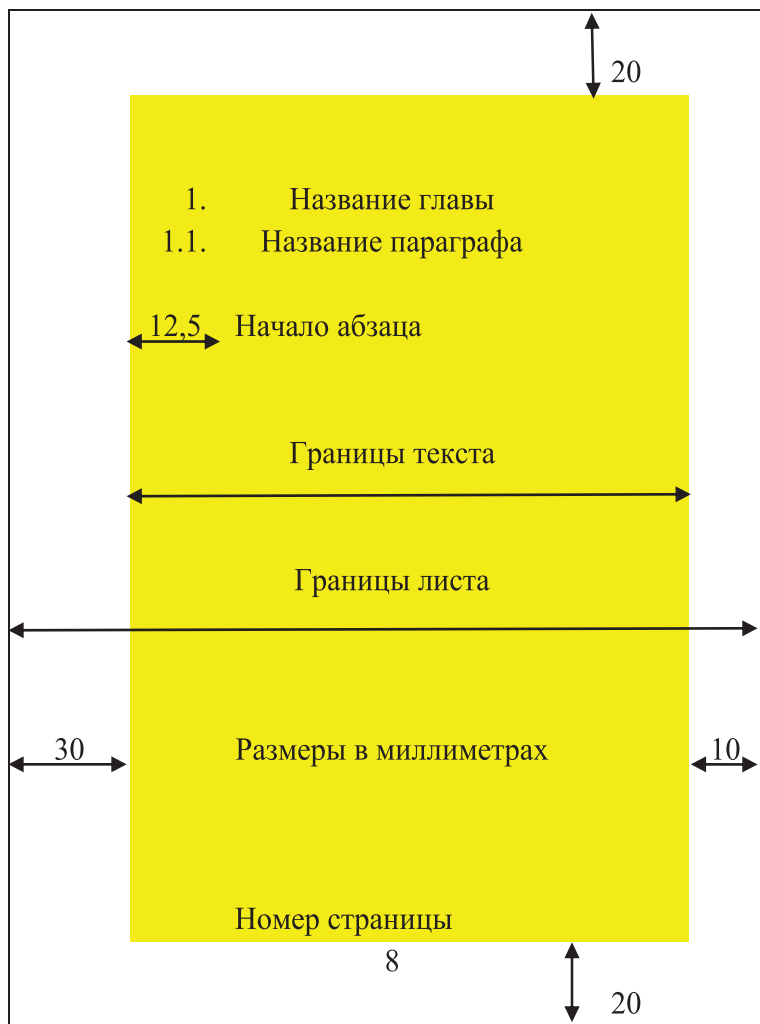 20
1. Название главы
1.1. Название параграфа
12,5 Начало абзаца
Границы текста
Границы листа
30 Размеры в миллиметрах 10
Номер страницы
8
20